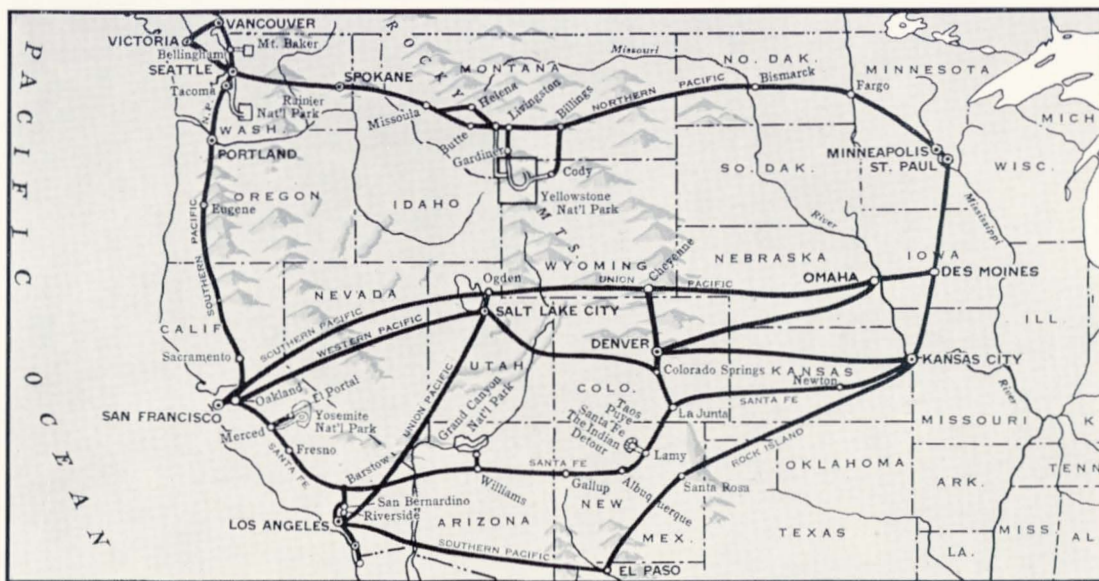 PACIFIC OCEAN
VANCOUVER
VICTORIA
Mt. Baker
Bellingham
SEATTLE
Tacoma
Rainier
Nat'l Park
N.P.
WASH.
PORTLAND
SPOKANE
ROCKY MTS.
MONTANA
Missouri
Helena
Livingston
Billings
Missoula
Butte
Gardiner
Cody
Yellowstone
Nat'l Park
NORTHERN PACIFIC
NO. DAK.
Bismarck
Fargo
MINNESOTA
MINNEAPOLIS
ST. PAUL
WISC.
MICH
SO. DAK.
River
Mississippi
OREGON
Eugene
IDAHO
SOUTHERN PACIFIC
WYOMING
Cheyenne
UNION PACIFIC
NEBRASKA
OMAHA
IOWA
DES MOINES
Ogden
NEVADA
SALT LAKE CITY
SOUTHERN PACIFIC
WESTERN PACIFIC
CALIF.
Sacramento
Oakland
SAN FRANCISCO
El Portal
Yosemite
Nat'l Park
Merced
Fresno
SANTA FE
UTAH
UNION PACIFIC
Grand Canyon
Nat'l Park
DENVER
Colorado Springs
COLO.
KANSAS
KANSAS CITY
Newton
La Junta
SANTA FE
ILL.
River
MISSOURI
K
Taos
Puye
Santa Fe
The Indian
Detour
Lamy
ROCK ISLAND
Barstow
San Bernardino
Riverside
LOS ANGELES
Williams
SANTA FE
Gallup
Albuquerque
Santa Rosa
OKLAHOMA
ARK.
TENN
ARIZONA
NEW
MEX.
TEXAS
SOUTHERN PACIFIC
EL PASO
LA.
MISS
AL